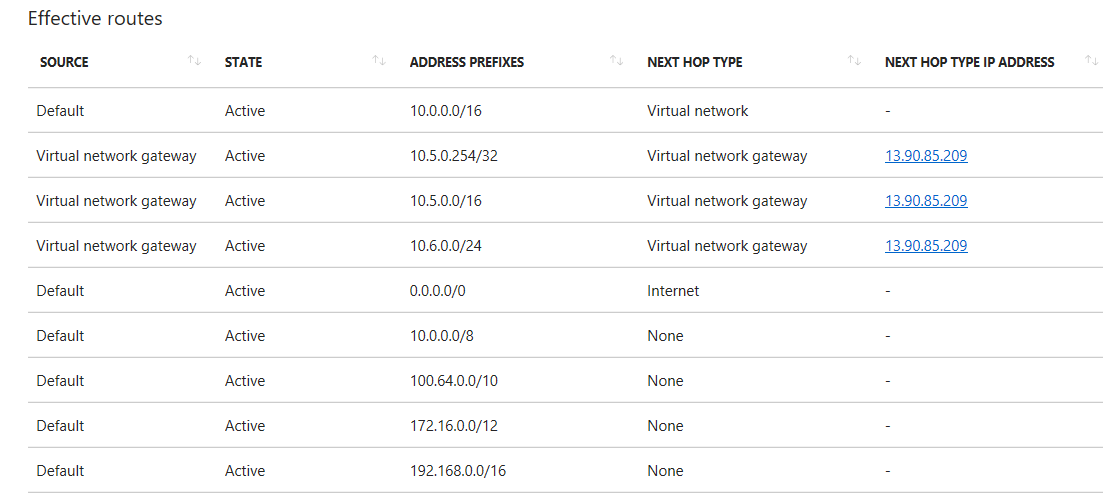 Effective routes
SOURCE STATE ADDRESS PREFIXES NEXT HOP TYPE NEXT HOP TYPE IP ADDRESS
Default Active 10.0.0.0/16 Virtual network -
Virtual network gateway Active 10.5.0.254/32 Virtual network gateway 13.90.85.209
Virtual network gateway Active 10.5.0.0/16 Virtual network gateway 13.90.85.209
Virtual network gateway Active 10.6.0.0/24 Virtual network gateway 13.90.85.209
Default Active 0.0.0.0/0 Internet -
Default Active 10.0.0.0/8 None -
Default Active 100.64.0.0/10 None -
Default Active 172.16.0.0/12 None -
Default Active 192.168.0.0/16 None -